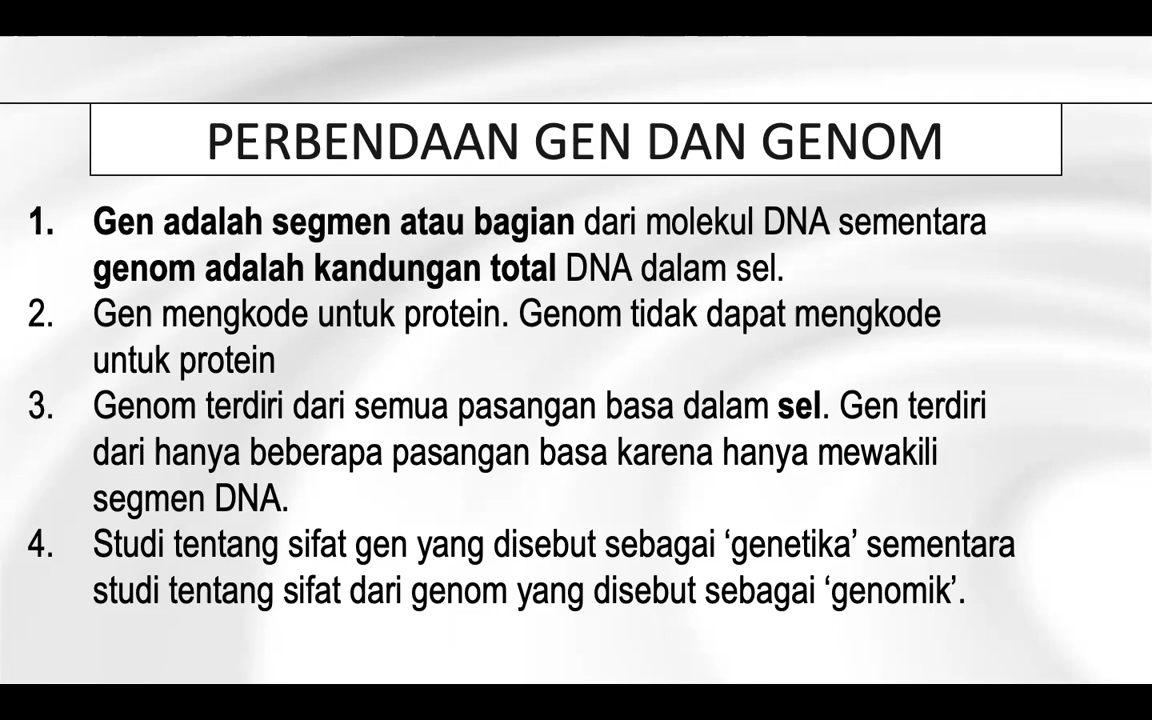 PERBENDAAN GEN DAN GENOM
1. Gen adalah segmen atau bagian dari molekul DNA sementara
genom adalah kandungan total DNA dalam sel.
2. Gen mengkode untuk protein. Genom tidak dapat mengkode
untuk protein
3. Genom terdiri dari semua pasangan basa dalam sel. Gen terdiri
dari hanya beberapa pasangan basa karena hanya mewakili
segmen DNA.
4. Studi tentang sifat gen yang disebut sebagai ‘genetika’ sementara
studi tentang sifat dari genom yang disebut sebagai ‘genomik’.